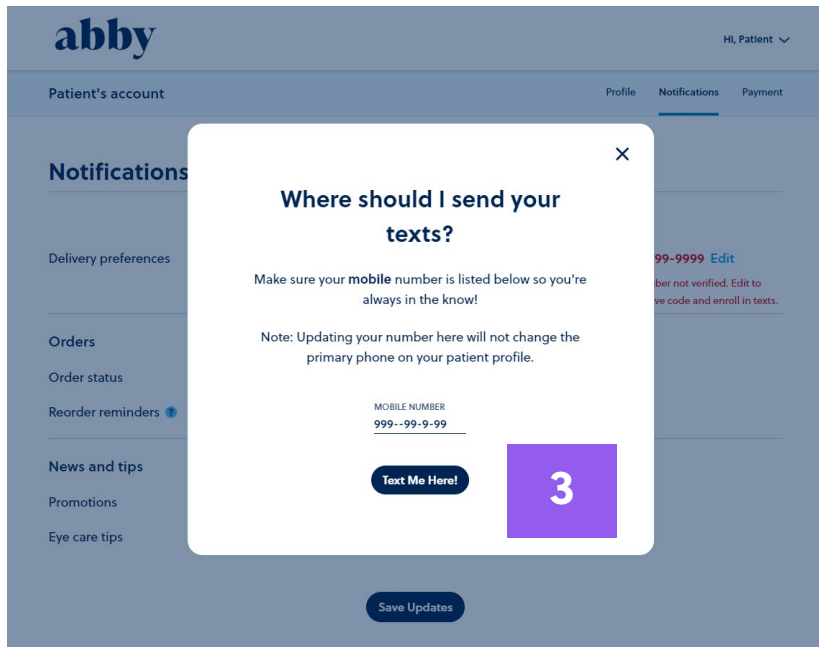 abby
Hi, Patient
Patient's account
Profile Notifications Payment
Notifications
Where should I send your
texts?
Delivery preferences
99-9999 Edit
Make sure your mobile number is listed below so you're
always in the know!
not verified. Edit to
code and enroll in texts.
Note: Updating your number here will not change the
primary phone on your patient profile.
Orders
Order status
Reorder reminders ?
MOBILE NUMBER
999--99-9-99
News and tips
Text Me Here!
3
Promotions
Eye care tips
Save Updates